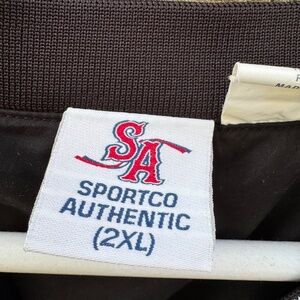 SA
SPORTCO
AUTHENTIC
(2XL)